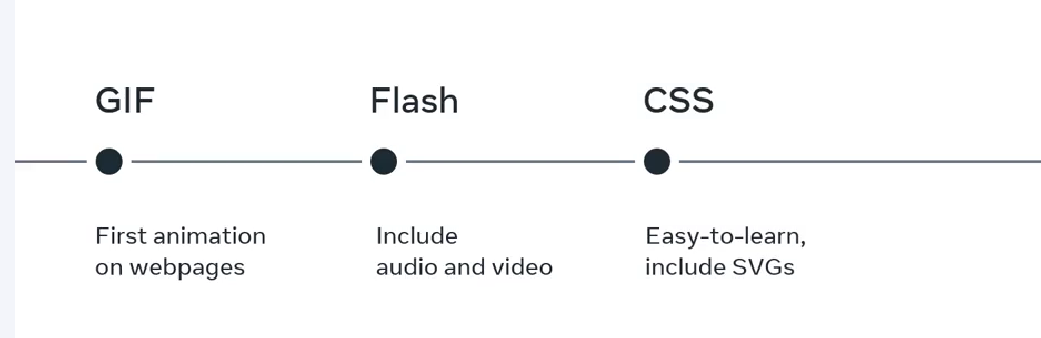 GIF
Flash
CSS
First animation
on webpages
Include
audio and video
Easy-to-learn,
include SVGs